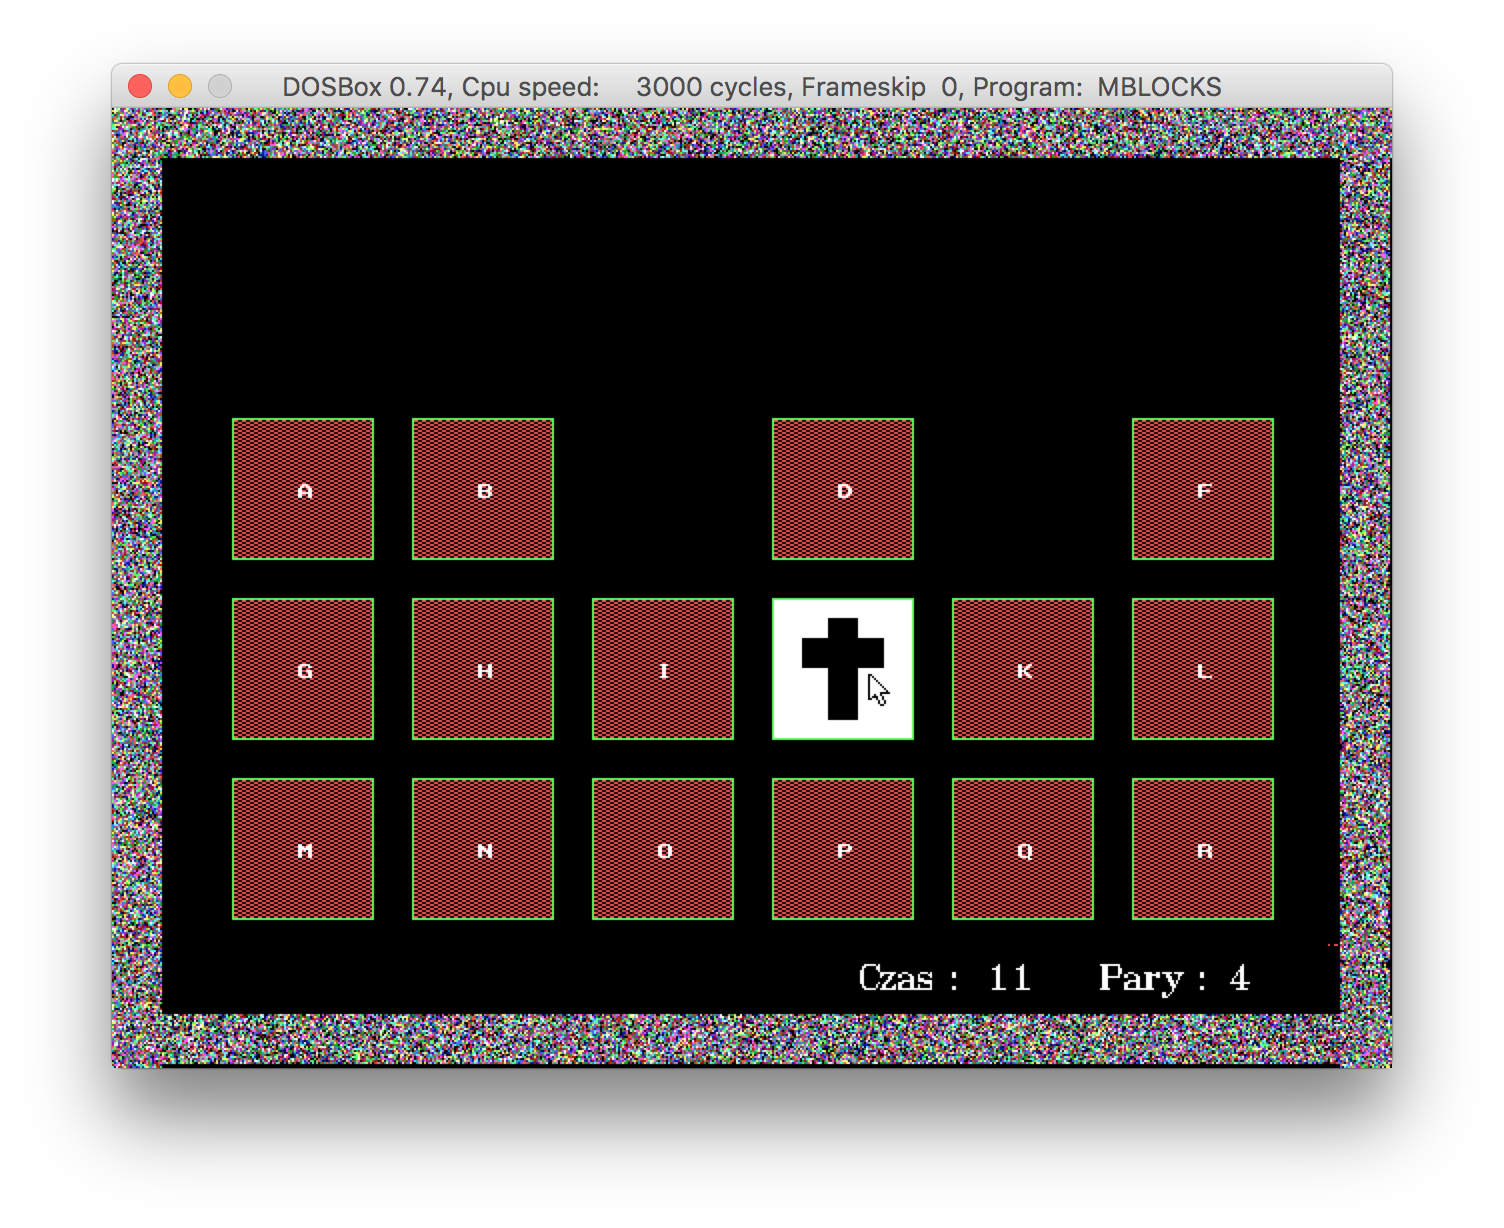 DOSBox 0.74, Cpu speed: 3000 cycles, Frameskip 0, Program: MBLOCKS
A B D F
G H I K L
M N O P Q R
Czas : 11 Pary : 4